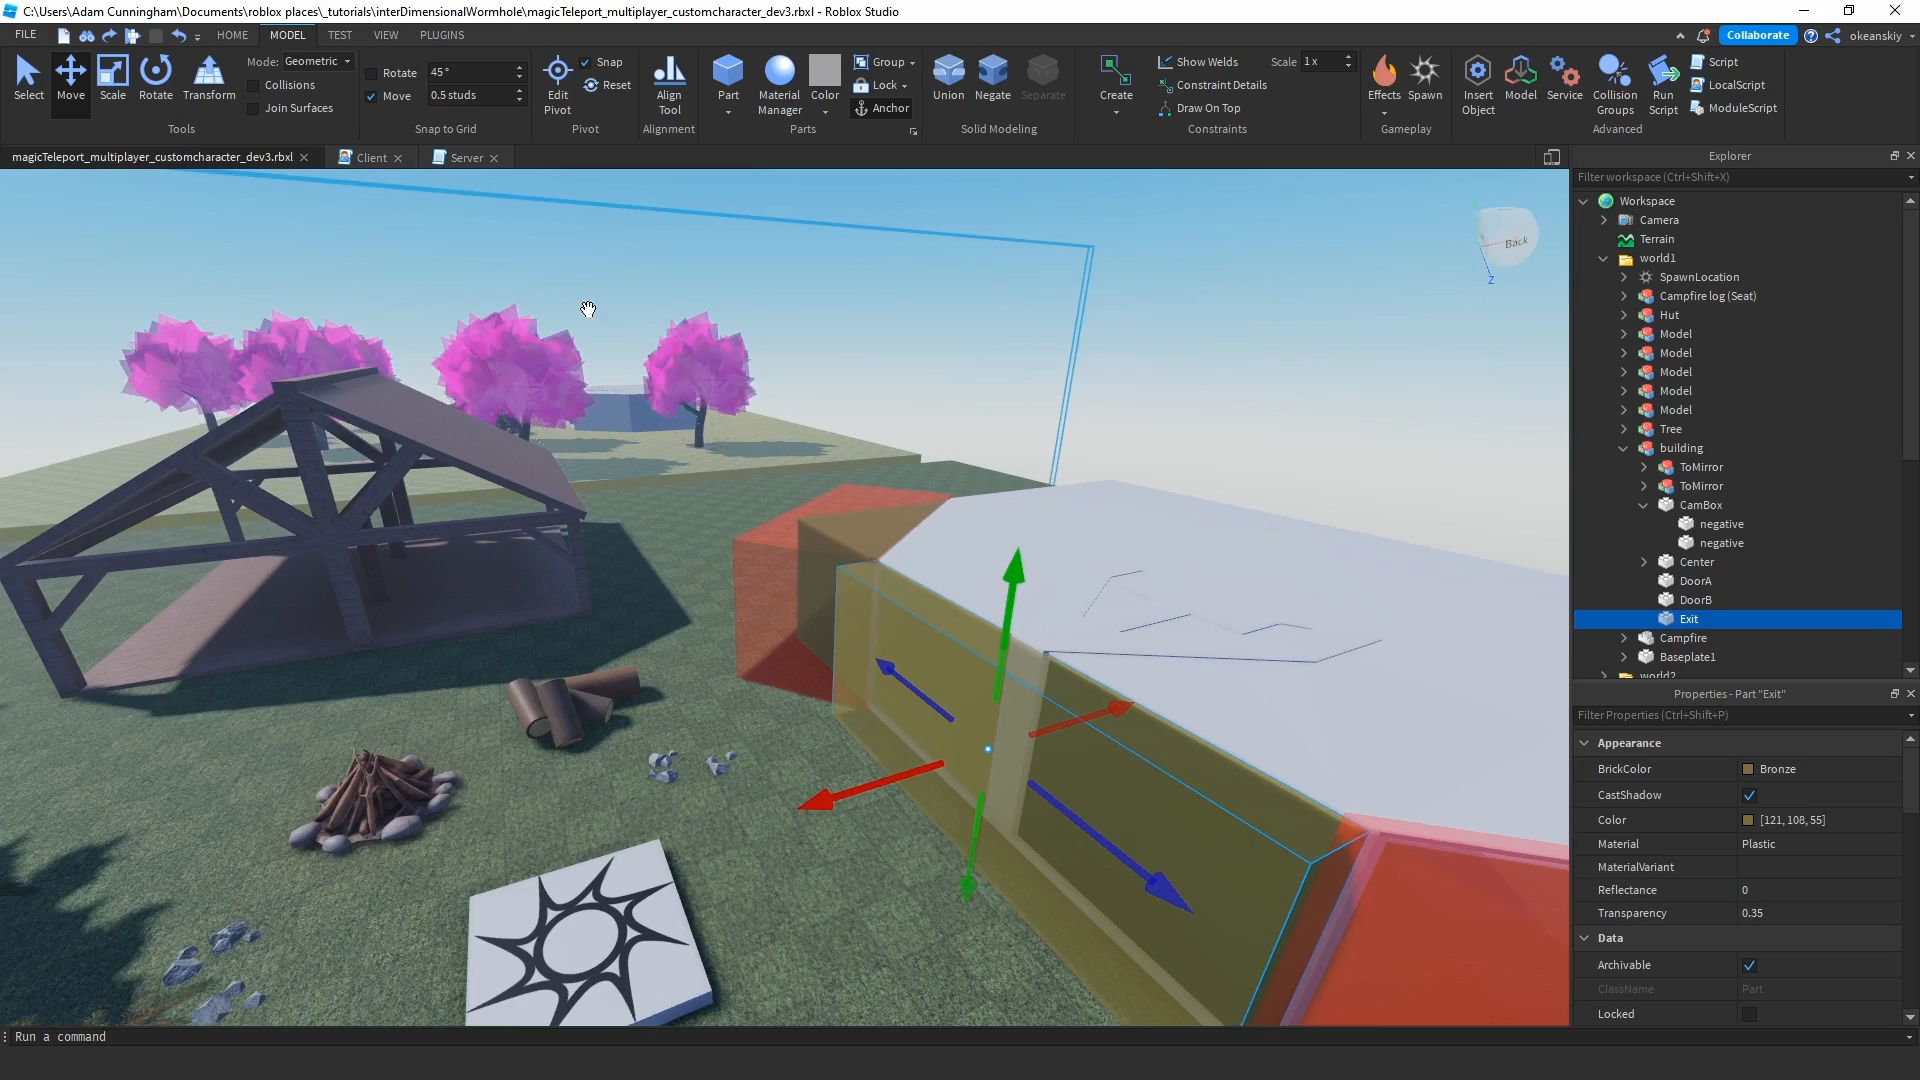 C:\Users\Adam Cunningham\Documents\roblox places\_tutorials\interDimensionalWormhole\magicTeleport_multiplayer_customcharacter_dev3.rbxl - Roblox Studio
FILE HOME MODEL TEST VIEW PLUGINS Collaborate okeanskiy
Select Move Scale Rotate Transform
Mode: Geometric
Collisions
Join Surfaces
Tools
Rotate 45°
Move 0.5 studs
Snap to Grid
Edit Pivot
Snap
Reset
Pivot
Align Tool
Alignment
Part Material Manager Color
Group
Lock
Anchor
Parts
Union Negate Separate
Solid Modeling
Create
Show Welds Scale 1x
Constraint Details
Draw On Top
Constraints
Effects Spawn
Gameplay
Insert Object Model Service Collision Groups Run Script
Script
LocalScript
ModuleScript
Advanced
magicTeleport_multiplayer_customcharacter_dev3.rbxl Client Server
Back
Z
Explorer
Filter workspace (Ctrl+Shift+X)
Workspace
Camera
Terrain
world1
SpawnLocation
Campfire log (Seat)
Hut
Model
Model
Model
Model
Model
Tree
building
ToMirror
ToMirror
CamBox
negative
negative
Center
DoorA
DoorB
Exit
Campfire
Baseplate1
world2
Properties - Part "Exit"
Filter Properties (Ctrl+Shift+P)
Appearance
BrickColor Bronze
CastShadow
Color [121, 108, 55]
Material Plastic
MaterialVariant
Reflectance 0
Transparency 0.35
Data
Archivable
ClassName Part
Locked
Run a command